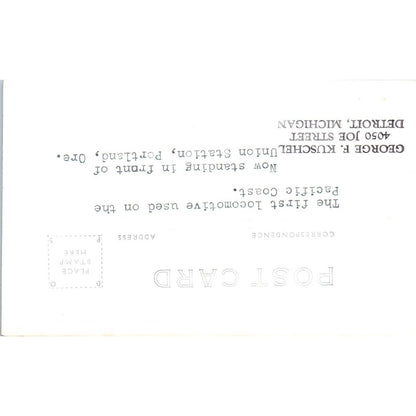 POST CARD
PLACE
STAMP
HERE
CORRESPONDENCE
ADDRESS
The first locomotive used on the
Pacific Coast.
Now standing in front of
Union Station, Portland, Ore.
GEORGE F. KUSCHEL
4050 JOE STREET
DETROIT, MICHIGAN